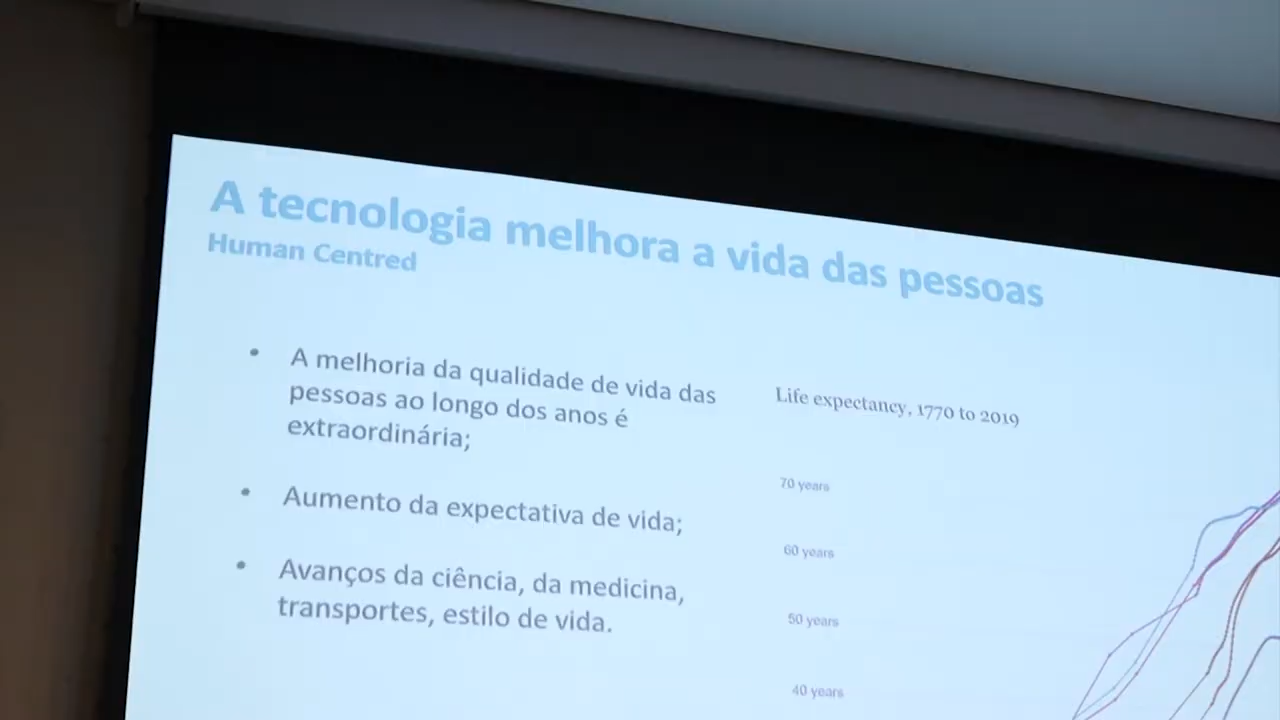 A tecnologia melhora a vida das pessoas
Human Centred
• A melhoria da qualidade de vida das
pessoas ao longo dos anos é
extraordinária;
• Aumento da expectativa de vida;
• Avanços da ciência, da medicina,
transportes, estilo de vida.
Life expectancy, 1770 to 2019
70 years
60 years
50 years
40 years